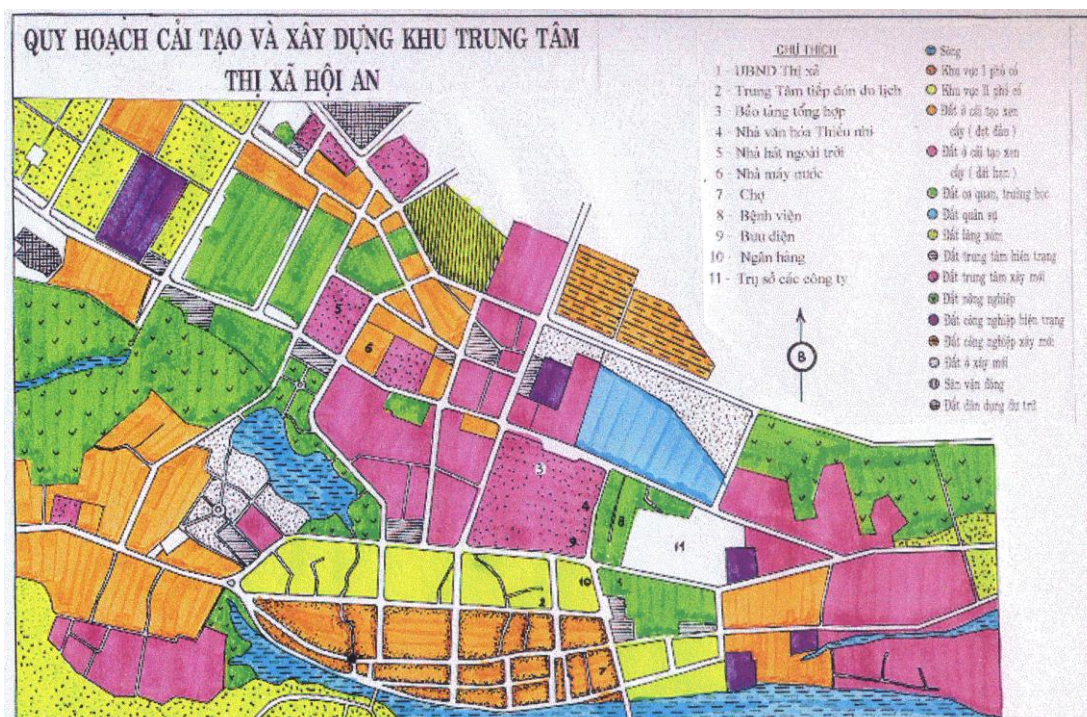 QUY HOẠCH CẢI TẠO VÀ XÂY DỰNG KHU TRUNG TÂM
THỊ XÃ HỘI AN
CHÚ THÍCH
1 - UBND Thị xã
2 - Trung Tâm tiếp đón du lịch
3 - Bảo tàng tổng hợp
4 - Nhà văn hóa Thiếu nhi
5 - Nhà hát ngoài trời
6 - Nhà máy nước
7 - Chợ
8 - Bệnh viện
9 - Bưu điện
10 - Ngân hàng
11 - Trụ sở các công ty
Sông
Khu vực I phố cổ
Khu vực II phố cổ
Đất ở cải tạo xen
cấy ( đợt đầu )
Đất ở cải tạo xen
cấy ( dài hạn )
Đất cơ quan, trường học
Đất quân sự
Đất làng xóm
Đất trung tâm hiện trạng
Đất trung tâm xây mới
Đất nông nghiệp
Đất công nghiệp hiện trạng
Đất công nghiệp xây mới
Đất ở xây mới
Sân vận động
Đất dân dụng dự trữ
B
5
6
3
4
8
9
11
10
1
2
7